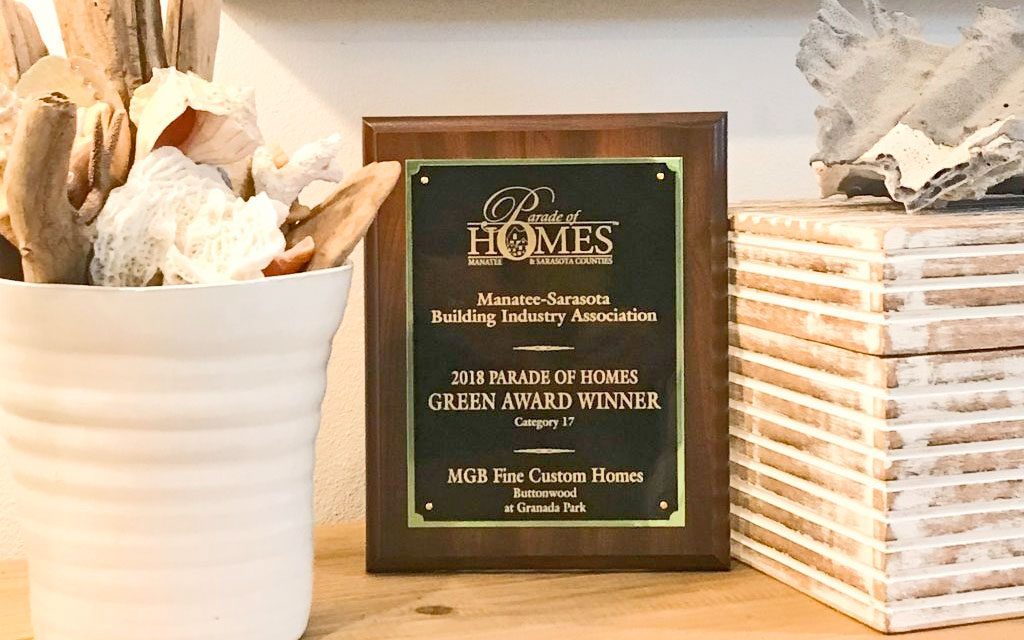 Parade of
HOMES
MANATEE & SARASOTA COUNTIES
Manatee-Sarasota
Building Industry Association
2018 PARADE OF HOMES
GREEN AWARD WINNER
Category 17
MGB Fine Custom Homes
Buttonwood
at Granada Park